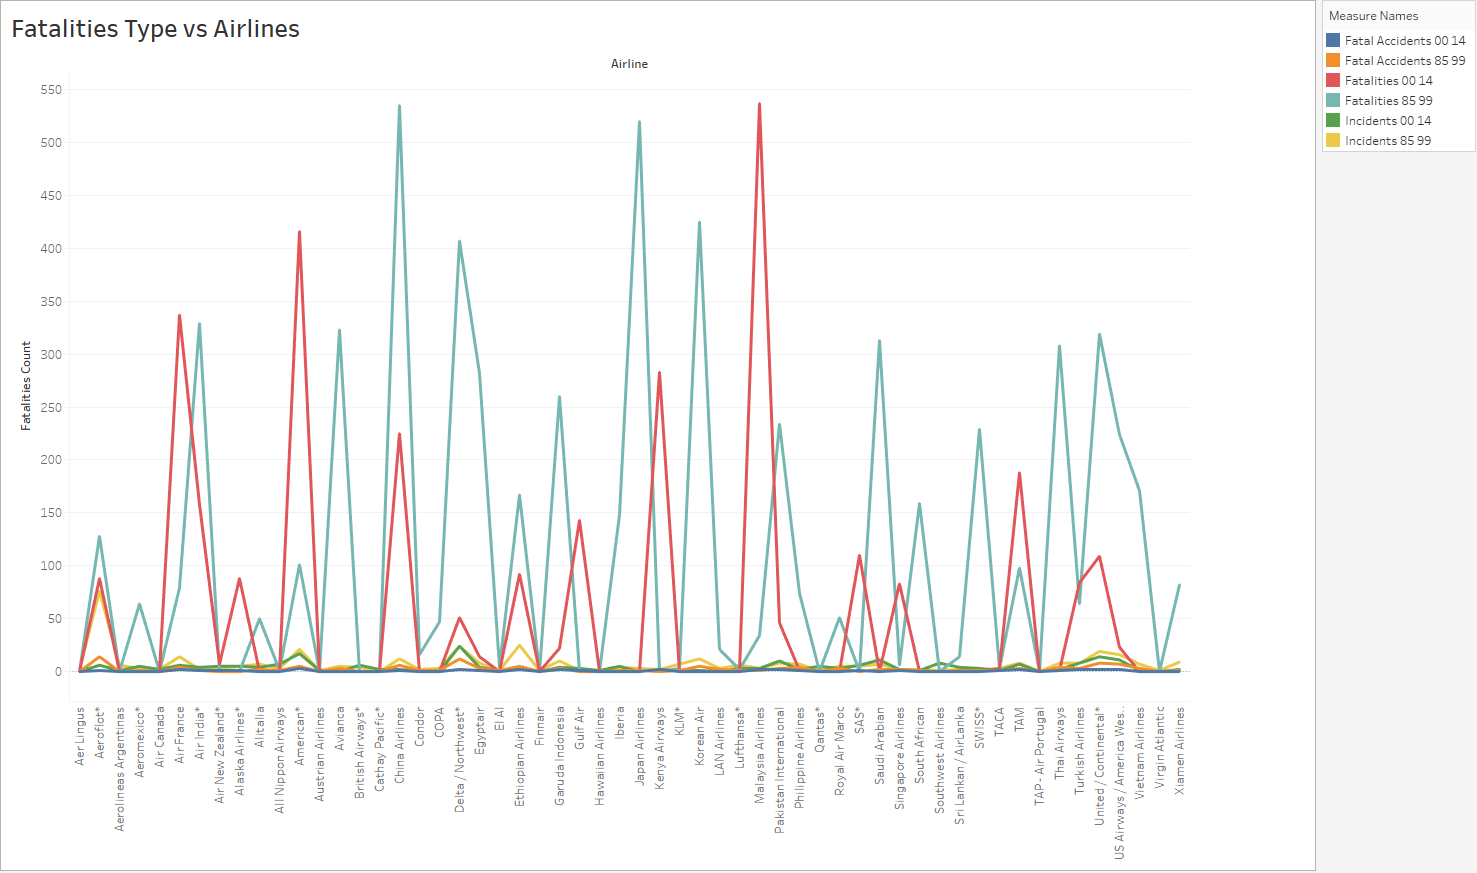 Fatalities Type vs Airlines
Airline
Measure Names
Fatal Accidents 00 14
Fatal Accidents 85 99
Fatalities 00 14
Fatalities 85 99
Incidents 00 14
Incidents 85 99
Fatalities Count
550
500
450
400
350
300
250
200
150
100
50
0
Aer Lingus
Aeroflot*
Aerolineas Argentinas
Aeromexico*
Air Canada
Air France
Air India*
Air New Zealand*
Alaska Airlines*
Alitalia
All Nippon Airways
American*
Austrian Airlines
Avianca
British Airways*
Cathay Pacific*
China Airlines
Condor
COPA
Delta / Northwest*
Egyptair
El Al
Ethiopian Airlines
Finnair
Garuda Indonesia
Gulf Air
Hawaiian Airlines
Iberia
Japan Airlines
Kenya Airways
KLM*
Korean Air
LAN Airlines
Lufthansa*
Malaysia Airlines
Pakistan International
Philippine Airlines
Qantas*
Royal Air Maroc
SAS*
Saudi Arabian
Singapore Airlines
South African
Southwest Airlines
Sri Lankan / AirLanka
SWISS*
TACA
TAM
TAP - Air Portugal
Thai Airways
Turkish Airlines
United / Continental*
US Airways / America Wes..
Vietnam Airlines
Virgin Atlantic
Xiamen Airlines